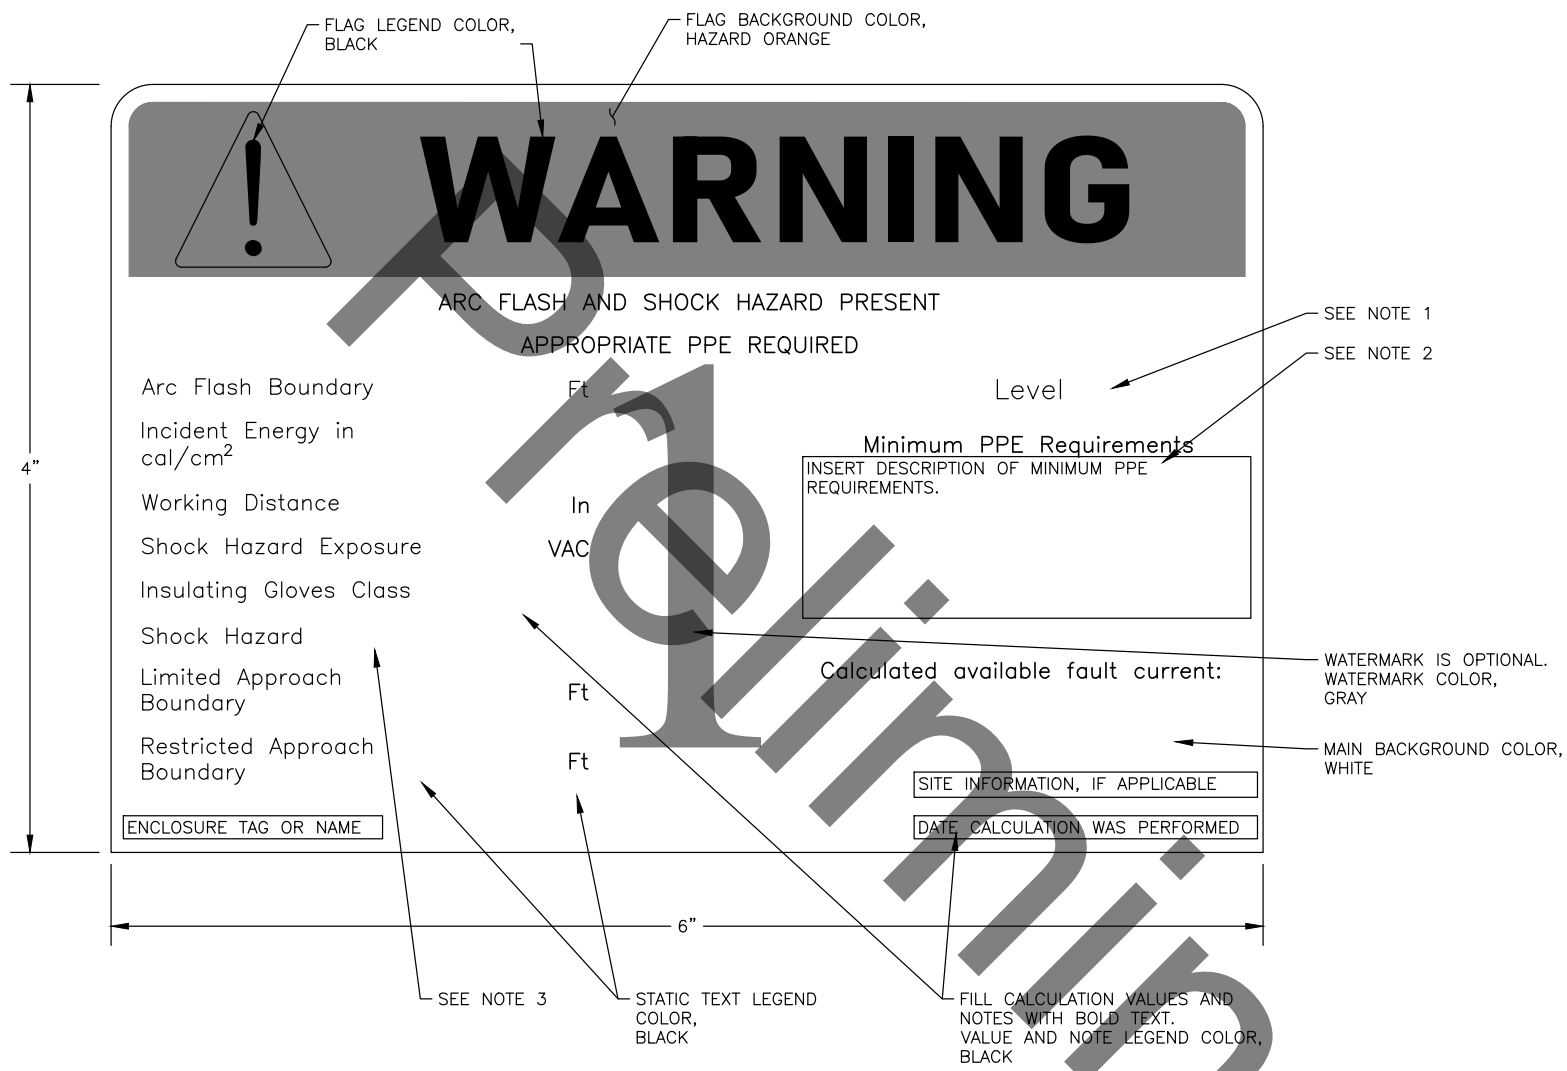 FLAG LEGEND COLOR,
BLACK
FLAG BACKGROUND COLOR,
HAZARD ORANGE
WARNING
ARC FLASH AND SHOCK HAZARD PRESENT
APPROPRIATE PPE REQUIRED
SEE NOTE 1
SEE NOTE 2
Arc Flash Boundary Ft
Level
Incident Energy in
cal/cm²
Minimum PPE Requirements
INSERT DESCRIPTION OF MINIMUM PPE
REQUIREMENTS.
4”
Working Distance In
Shock Hazard Exposure VAC
Insulating Gloves Class
Shock Hazard
Limited Approach
Boundary Ft
Restricted Approach
Boundary Ft
1
Calculated available fault current:
WATERMARK IS OPTIONAL.
WATERMARK COLOR,
GRAY
MAIN BACKGROUND COLOR,
WHITE
SITE INFORMATION, IF APPLICABLE
ENCLOSURE TAG OR NAME
DATE CALCULATION WAS PERFORMED
6”
SEE NOTE 3
STATIC TEXT LEGEND
COLOR,
BLACK
FILL CALCULATION VALUES AND
NOTES WITH BOLD TEXT.
VALUE AND NOTE LEGEND COLOR,
BLACK
Prelimin